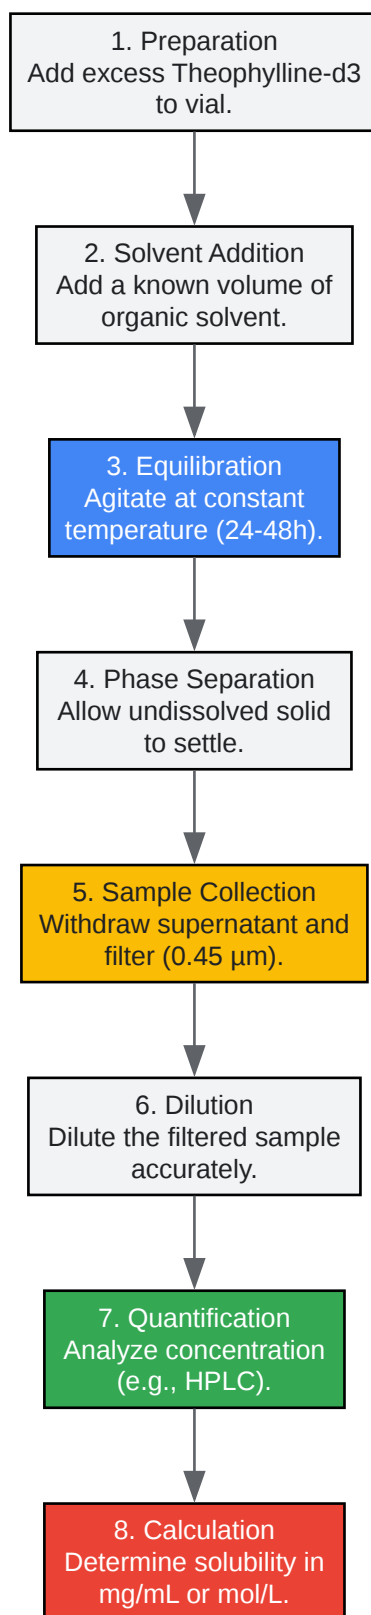 1. Preparation
Add excess Theophylline-d3
to vial.
2. Solvent Addition
Add a known volume of
organic solvent.
3. Equilibration
Agitate at constant
temperature (24-48h).
4. Phase Separation
Allow undissolved solid
to settle.
5. Sample Collection
Withdraw supernatant and
filter (0.45 µm).
6. Dilution
Dilute the filtered sample
accurately.
7. Quantification
Analyze concentration
(e.g., HPLC).
8. Calculation
Determine solubility in
mg/mL or mol/L.